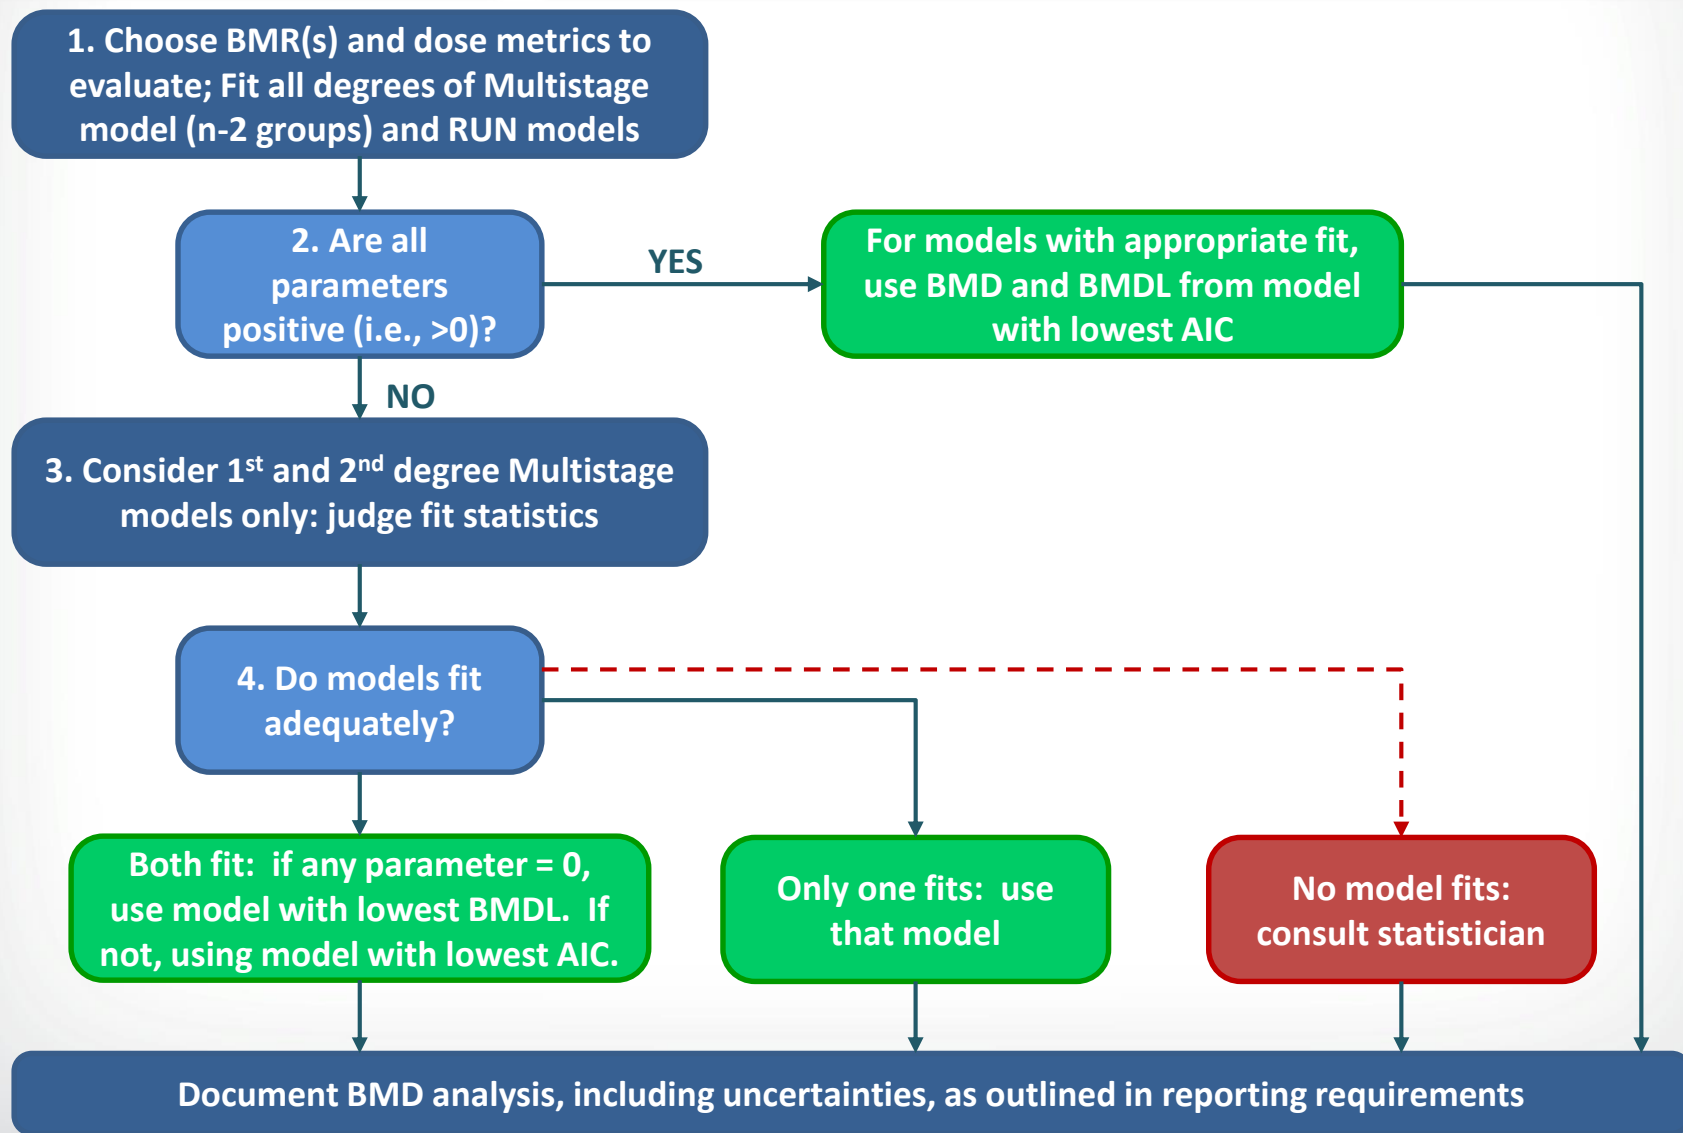 1. Choose BMR(s) and dose metrics to
evaluate; Fit all degrees of Multistage
model (n-2 groups) and RUN models
2. Are all
parameters
positive (i.e., >0)?
YES
For models with appropriate fit,
use BMD and BMDL from model
with lowest AIC
NO
3. Consider 1st and 2nd degree Multistage
models only: judge fit statistics
4. Do models fit
adequately?
Both fit: if any parameter = 0,
use model with lowest BMDL. If
not, using model with lowest AIC.
Only one fits: use
that model
No model fits:
consult statistician
Document BMD analysis, including uncertainties, as outlined in reporting requirements